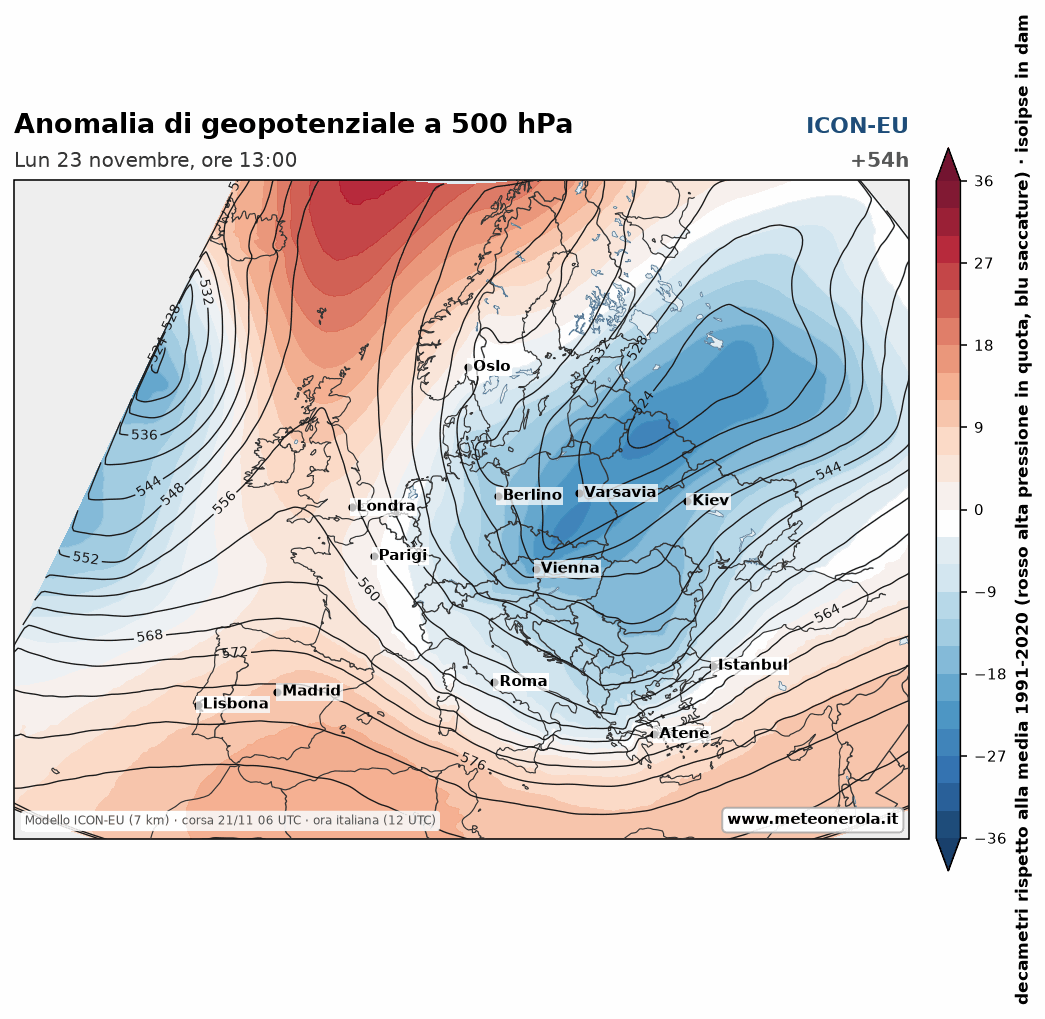 Anomalia di geopotenziale a 500 hPa
ICON-EU
Lun 23 novembre, ore 13:00
+54h
532
528
524
536
544
548
556
552
568
572
560
576
532
528
524
544
564
Oslo
Londra
Berlino
Varsavia
Kiev
Parigi
Vienna
Madrid
Lisbona
Roma
Istanbul
Atene
Modello ICON-EU (7 km) · corsa 21/11 06 UTC · ora italiana (12 UTC)
www.meteonerola.it
36
27
18
9
0
−9
−18
−27
−36
decametri rispetto alla media 1991-2020 (rosso alta pressione in quota, blu saccature) · isoipse in dam